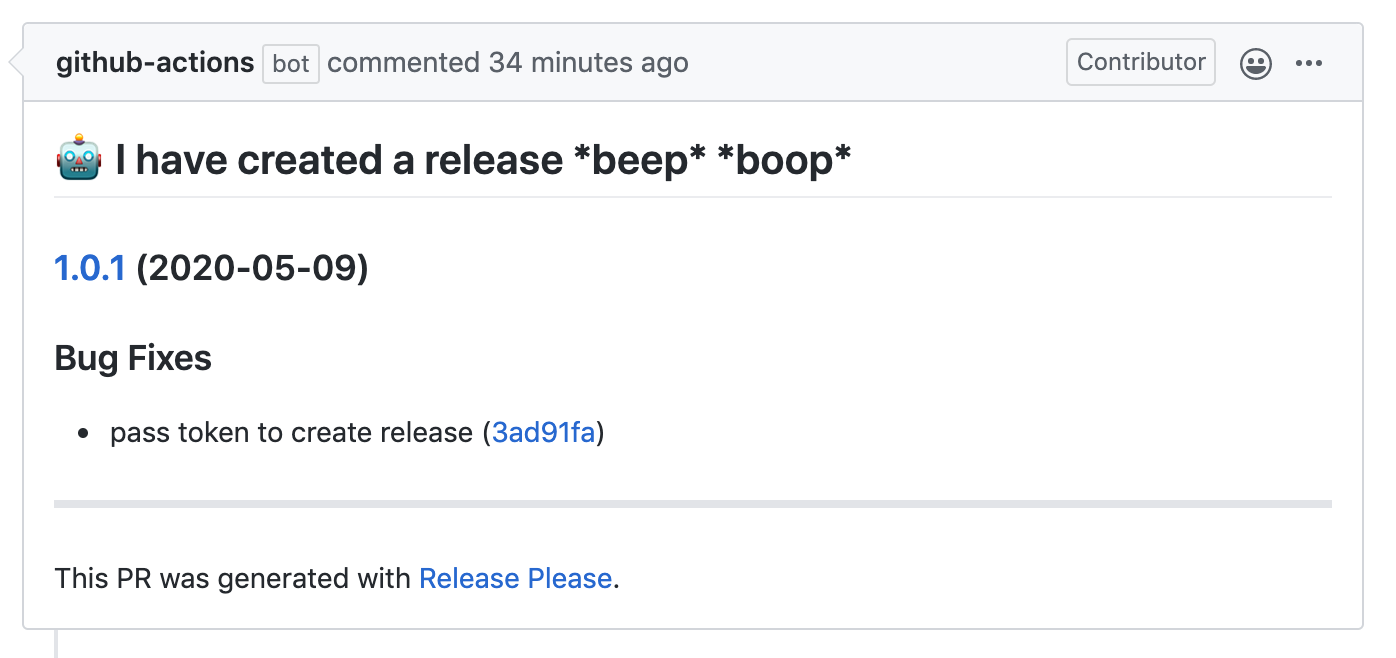 github-actions bot commented 34 minutes ago Contributor
🤖 I have created a release *beep* *boop*
1.0.1 (2020-05-09)
Bug Fixes
• pass token to create release (3ad91fa)
This PR was generated with Release Please.